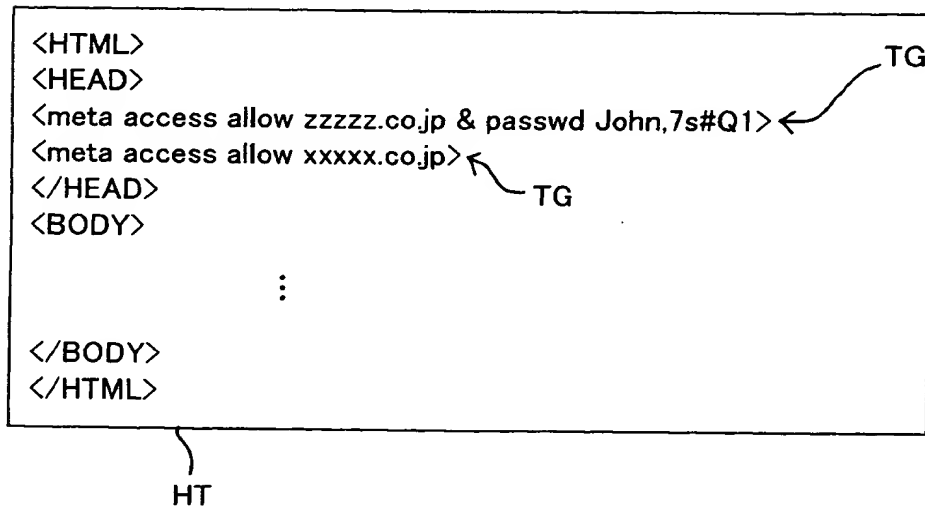 <HTML>
<HEAD>
TG
<meta access allow zzzzz.co.jp & passwd John,7s#Q1>
<meta access allow xxxxx.co.jp>
TG
</HEAD>
<BODY>
⋮
</BODY>
</HTML>
HT